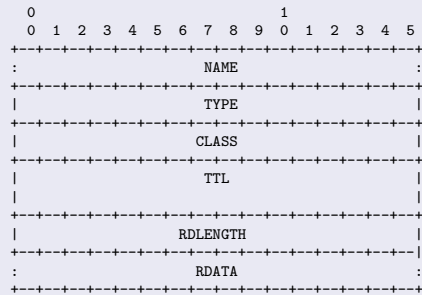 0                   1
0 1 2 3 4 5 6 7 8 9 0 1 2 3 4 5
+--+--+--+--+--+--+--+--+--+--+--+--+--+--+--+--+
: NAME :
+--+--+--+--+--+--+--+--+--+--+--+--+--+--+--+--+
| TYPE |
+--+--+--+--+--+--+--+--+--+--+--+--+--+--+--+--+
| CLASS |
+--+--+--+--+--+--+--+--+--+--+--+--+--+--+--+--+
| TTL |
| |
+--+--+--+--+--+--+--+--+--+--+--+--+--+--+--+--+
| RDLENGTH |
+--+--+--+--+--+--+--+--+--+--+--+--+--+--+--+--|
: RDATA :
+--+--+--+--+--+--+--+--+--+--+--+--+--+--+--+--+